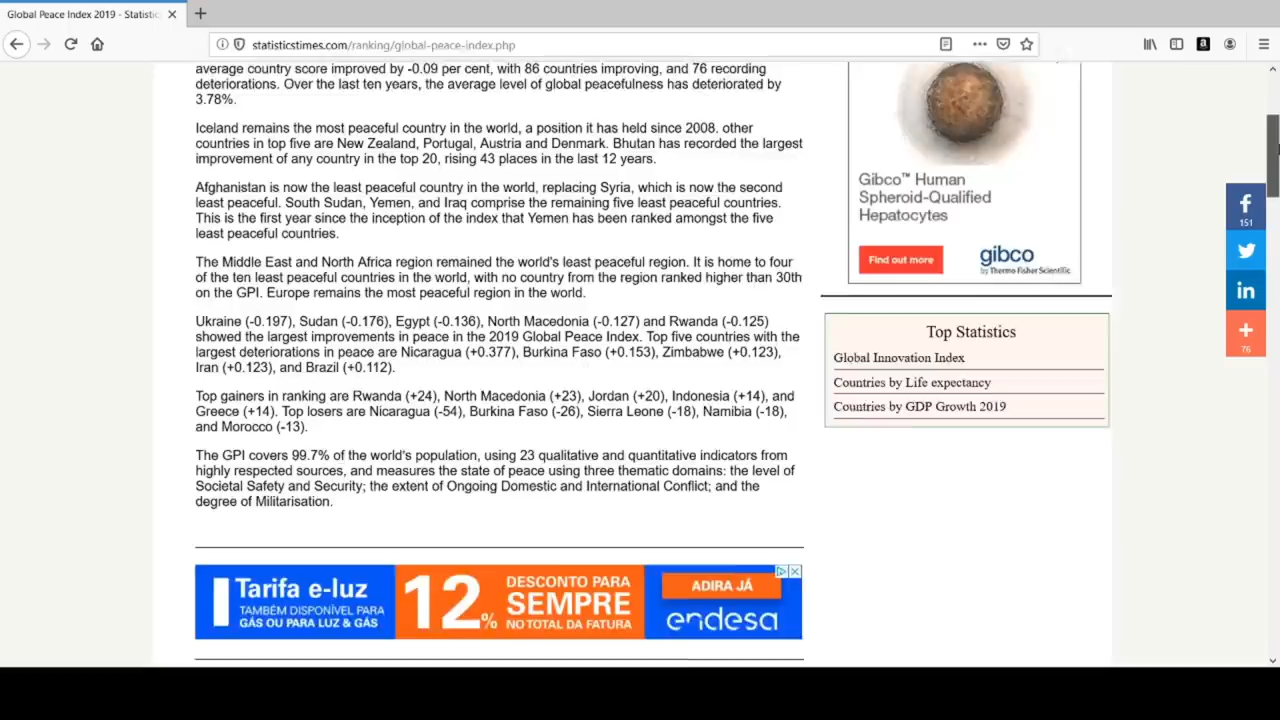 Global Peace Index 2019 - Statistic
statisticstimes.com/ranking/global-peace-index.php
average country score improved by -0.09 per cent, with 86 countries improving, and 76 recording
deteriorations. Over the last ten years, the average level of global peacefulness has deteriorated by
3.78%.
Iceland remains the most peaceful country in the world, a position it has held since 2008. other
countries in top five are New Zealand, Portugal, Austria and Denmark. Bhutan has recorded the largest
improvement of any country in the top 20, rising 43 places in the last 12 years.
Afghanistan is now the least peaceful country in the world, replacing Syria, which is now the second
least peaceful. South Sudan, Yemen, and Iraq comprise the remaining five least peaceful countries.
This is the first year since the inception of the index that Yemen has been ranked amongst the five
least peaceful countries.
The Middle East and North Africa region remained the world's least peaceful region. It is home to four
of the ten least peaceful countries in the world, with no country from the region ranked higher than 30th
on the GPI. Europe remains the most peaceful region in the world.
Ukraine (-0.197), Sudan (-0.176), Egypt (-0.136), North Macedonia (-0.127) and Rwanda (-0.125)
showed the largest improvements in peace in the 2019 Global Peace Index. Top five countries with the
largest deteriorations in peace are Nicaragua (+0.377), Burkina Faso (+0.153), Zimbabwe (+0.123),
Iran (+0.123), and Brazil (+0.112).
Top gainers in ranking are Rwanda (+24), North Macedonia (+23), Jordan (+20), Indonesia (+14), and
Greece (+14). Top losers are Nicaragua (-54), Burkina Faso (-26), Sierra Leone (-18), Namibia (-18),
and Morocco (-13).
The GPI covers 99.7% of the world's population, using 23 qualitative and quantitative indicators from
highly respected sources, and measures the state of peace using three thematic domains: the level of
Societal Safety and Security; the extent of Ongoing Domestic and International Conflict; and the
degree of Militarisation.
Tarifa e-luz
TAMBÉM DISPONÍVEL PARA
GÁS OU PARA LUZ & GÁS
12%
DESCONTO PARA
SEMPRE
NO TOTAL DA FATURA
ADIRA JÁ
endesa
Gibco™ Human
Spheroid-Qualified
Hepatocytes
Find out more
gibco
by Thermo Fisher Scientific
Top Statistics
Global Innovation Index
Countries by Life expectancy
Countries by GDP Growth 2019
151
76